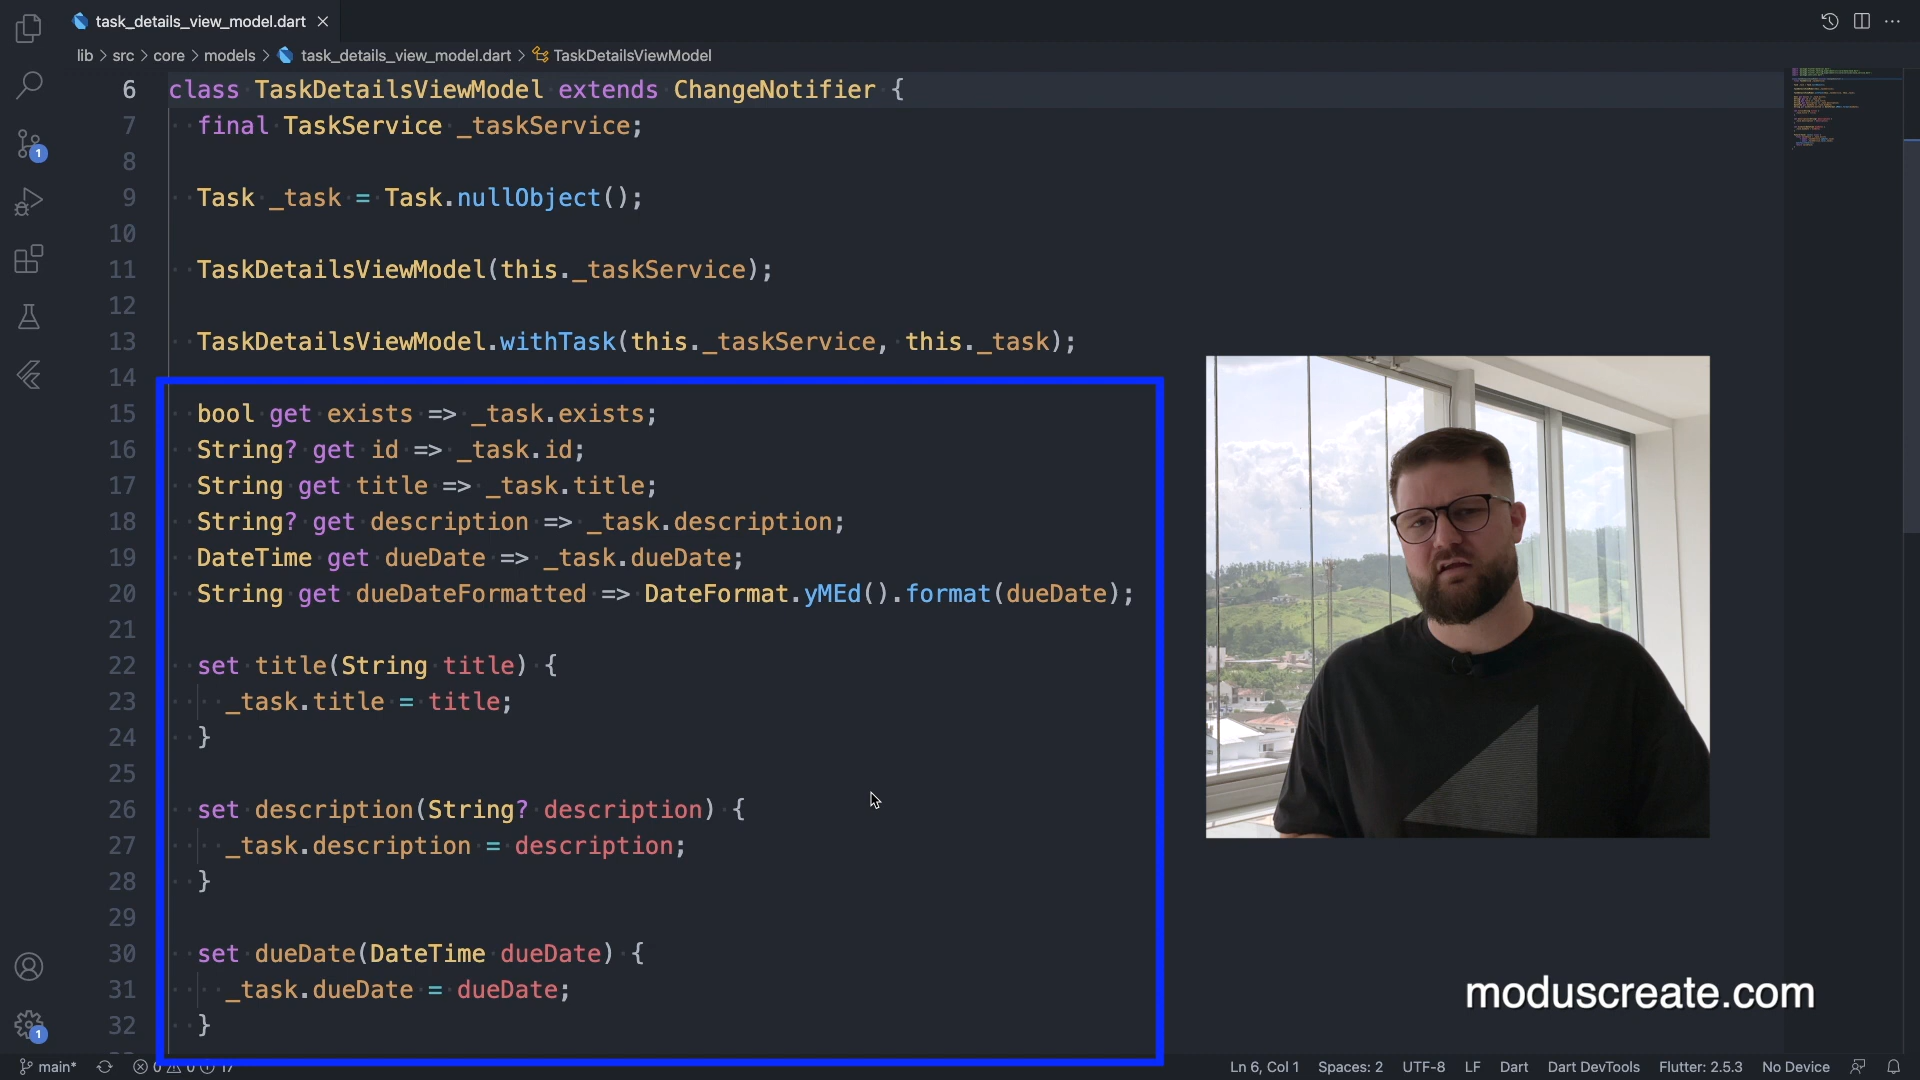 task_details_view_model.dart
lib > src > core > models > task_details_view_model.dart > TaskDetailsViewModel
6 class TaskDetailsViewModel extends ChangeNotifier {
7 final TaskService _taskService;
8
9 Task _task = Task.nullObject();
10
11 TaskDetailsViewModel(this._taskService);
12
13 TaskDetailsViewModel.withTask(this._taskService, this._task);
14
15 bool get exists => _task.exists;
16 String? get id => _task.id;
17 String get title => _task.title;
18 String? get description => _task.description;
19 DateTime get dueDate => _task.dueDate;
20 String get dueDateFormatted => DateFormat.yMEd().format(dueDate);
21
22 set title(String title) {
23 _task.title = title;
24 }
25
26 set description(String? description) {
27 _task.description = description;
28 }
29
30 set dueDate(DateTime dueDate) {
31 _task.dueDate = dueDate;
32 }
1
1
moduscreate.com
main* 0 0 17 Ln 6, Col 1 Spaces: 2 UTF-8 LF Dart Dart DevTools Flutter: 2.5.3 No Device